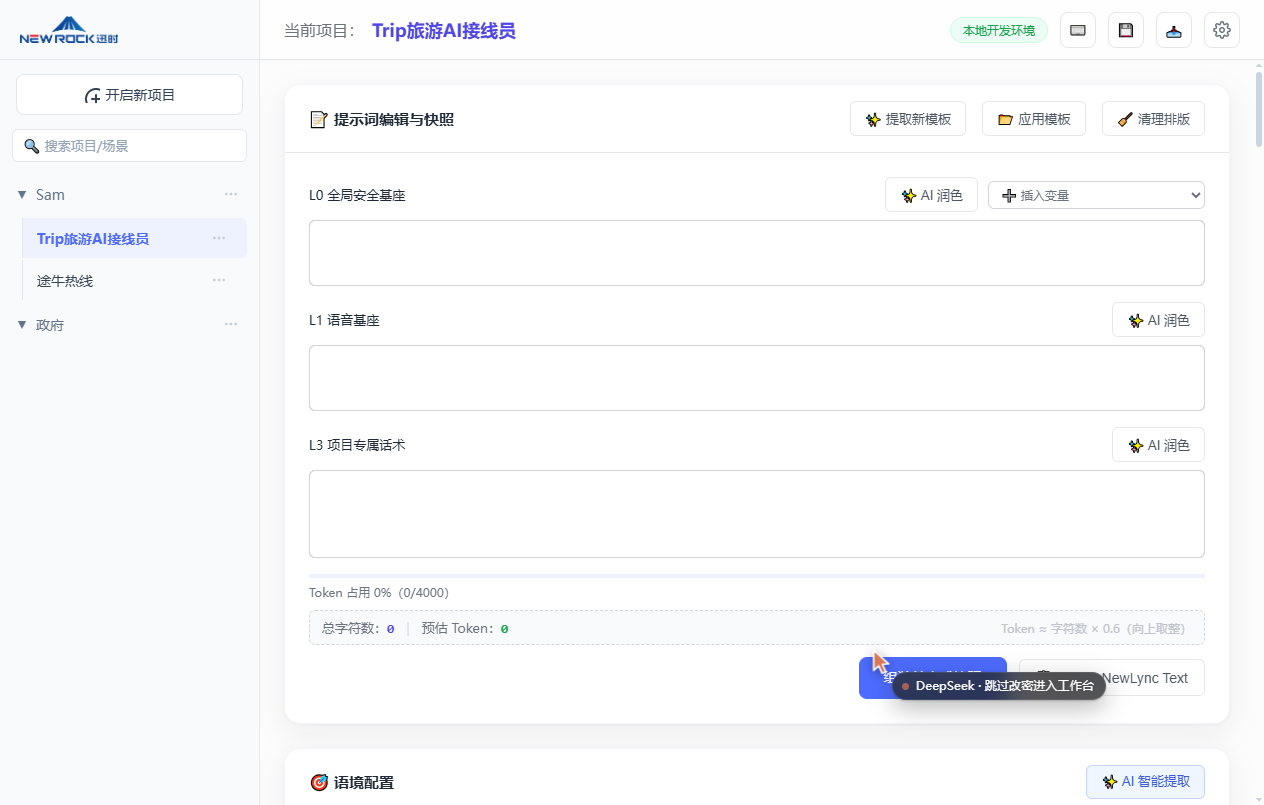 NEWROCK迅时
当前项目： Trip旅游AI接线员
本地开发环境
开启新项目
搜索项目/场景
Sam
Trip旅游AI接线员
途牛热线
政府
提示词编辑与快照
提取新模板
应用模板
清理排版
L0 全局安全基座
AI 润色
插入变量
L1 语音基座
AI 润色
L3 项目专属话术
AI 润色
Token 占用 0%（0/4000）
总字符数：0 | 预估 Token：0
Token ≈ 字符数 × 0.6（向上取整）
NewLync Text
DeepSeek · 跳过改密进入工作台
语境配置
AI 智能提取